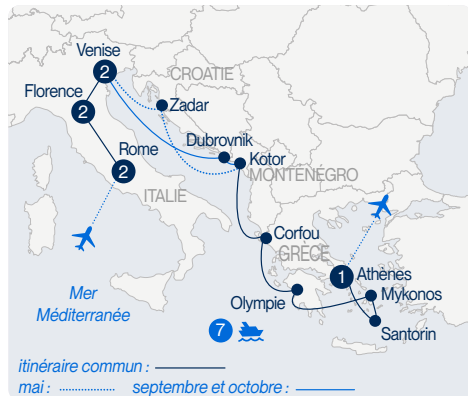 Venise
2
CROATIE
Florence
2
Zadar
Rome
2
Dubrovnik
Kotor
MONTÉNÉGRO
ITALIE
Corfou
GRÈCE
1
Athènes
Mer
Méditerranée
Olympie
Mykonos
7
Santorin
itinéraire commun :
mai :
septembre et octobre :